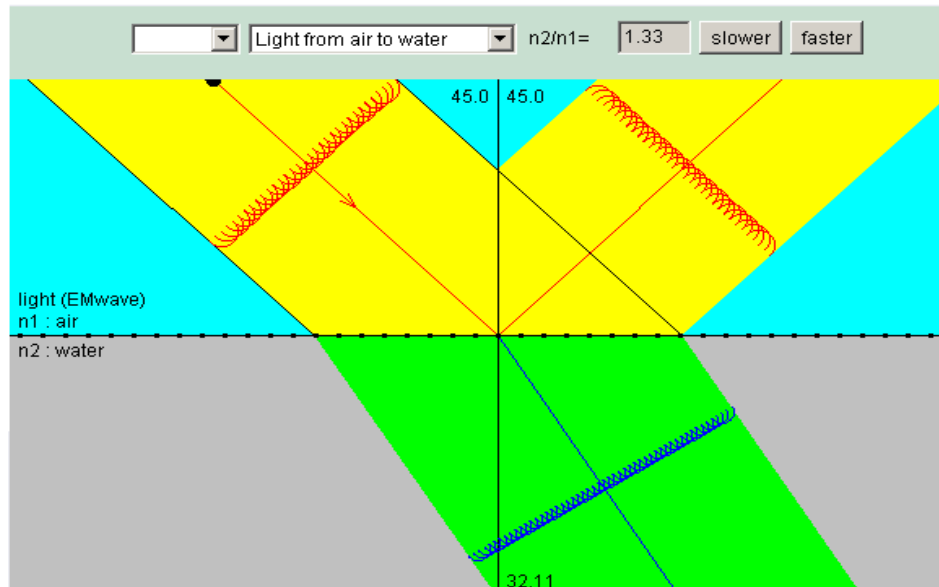 Light from air to water n2/n1= 1.33 slower faster
45.0 45.0
light (EMwave)
n1 : air
n2 : water
32.11